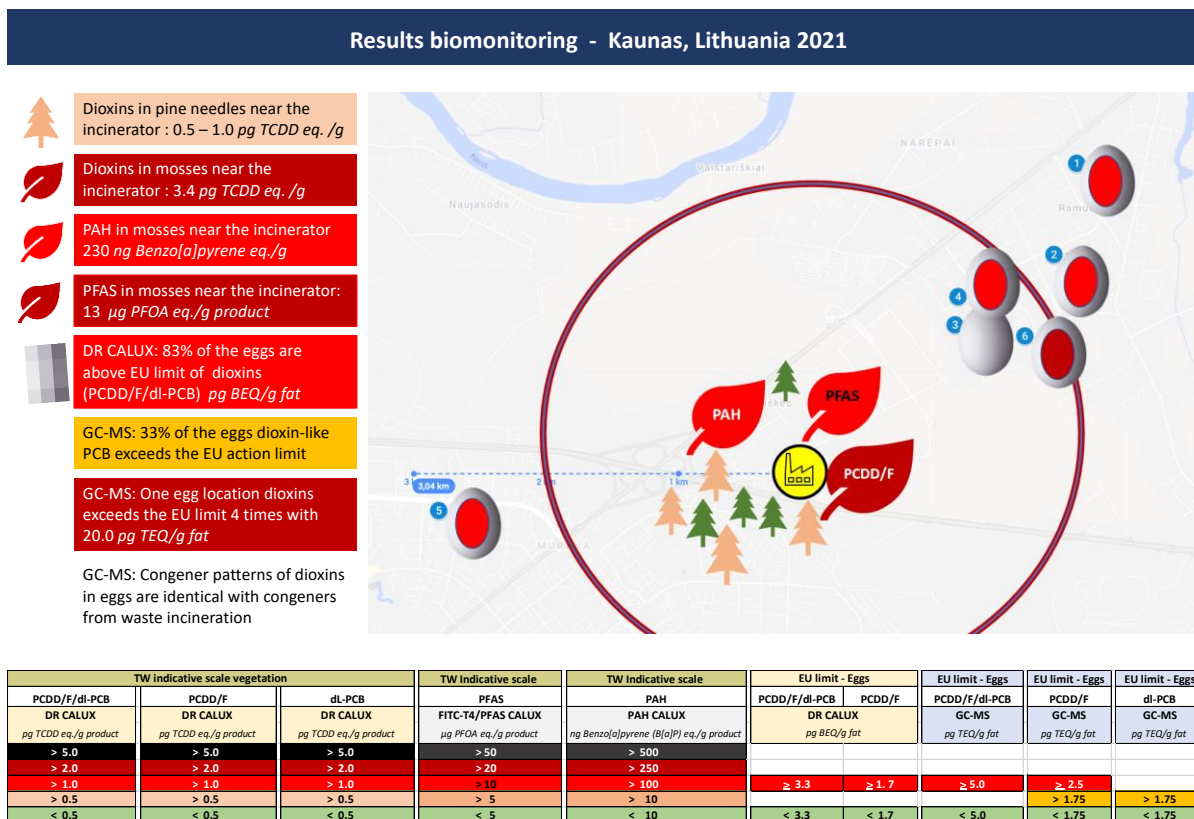 Results biomonitoring - Kaunas, Lithuania 2021
Dioxins in pine needles near the
incinerator : 0.5 – 1.0 pg TCDD eq. /g
Dioxins in mosses near the
incinerator : 3.4 pg TCDD eq. /g
PAH in mosses near the incinerator
230 ng Benzo[a]pyrene eq./g
PFAS in mosses near the incinerator:
13 µg PFOA eq./g product
DR CALUX: 83% of the eggs are
above EU limit of dioxins
(PCDD/F/dl-PCB) pg BEQ/g fat
GC-MS: 33% of the eggs dioxin-like
PCB exceeds the EU action limit
GC-MS: One egg location dioxins
exceeds the EU limit 4 times with
20.0 pg TEQ/g fat
GC-MS: Congener patterns of dioxins
in eggs are identical with congeners
from waste incineration
NAREPAI
Vaistariškiai
Naujasodis
1
2
4
3
6
PAH
PFAS
PCDD/F
3,04 km
1 km
5
TW indicative scale vegetation TW Indicative scale TW Indicative scale EU limit - Eggs EU limit - Eggs EU limit - Eggs EU limit - Eggs
PCDD/F/dl-PCB PCDD/F dL-PCB PFAS PAH PCDD/F/dl-PCB PCDD/F PCDD/F/dl-PCB PCDD/F dl-PCB
DR CALUX DR CALUX DR CALUX FITC-T4/PFAS CALUX PAH CALUX DR CALUX GC-MS GC-MS GC-MS
pg TCDD eq./g product pg TCDD eq./g product pg TCDD eq./g product µg PFOA eq./g product ng Benzo[a]pyrene (B[a]P) eq./g product pg BEQ/g fat pg TEQ/g fat pg TEQ/g fat pg TEQ/g fat
> 5.0 > 5.0 > 5.0 >50 > 500
> 2.0 > 2.0 > 2.0 >20 > 250
> 1.0 > 1.0 > 1.0 >10 > 100 ≥ 3.3 ≥ 1.7 ≥ 5.0 ≥ 2.5
> 0.5 > 0.5 > 0.5 > 5 > 10 > 1.75 > 1.75
< 0.5 < 0.5 < 0.5 < 5 < 10 < 3.3 < 1.7 < 5.0 < 1.75 < 1.75